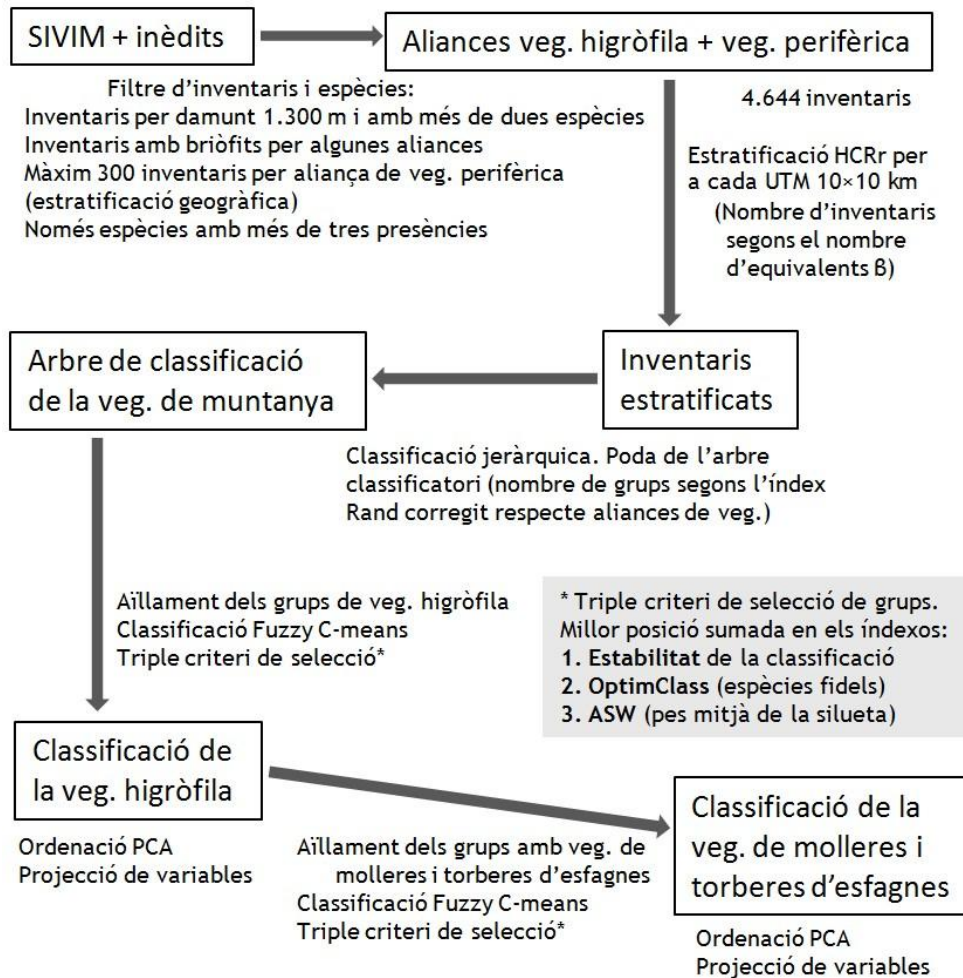 SIVIM + inèdits
Aliances veg. higròfila + veg. perifèrica
Filtre d'inventaris i espècies:
Inventaris per damunt 1.300 m i amb més de dues espècies
Inventaris amb briòfits per algunes aliances
Màxim 300 inventaris per aliança de veg. perifèrica
(estratificació geogràfica)
Només espècies amb més de tres presències
4.644 inventaris
Estratificació HCRr per
a cada UTM 10×10 km
(Nombre d'inventaris
segons el nombre
d'equivalents ß)
Inventaris
estratificats
Arbre de classificació
de la veg. de muntanya
Classificació jeràrquica. Poda de l'arbre
classificatori (nombre de grups segons l'índex
Rand corregit respecte aliances de veg.)
Aïllament dels grups de veg. higròfila
Classificació Fuzzy C-means
Triple criteri de selecció*
* Triple criteri de selecció de grups.
Millor posició sumada en els índexos:
1. Estabilitat de la classificació
2. OptimClass (espècies fidels)
3. ASW (pes mitjà de la silueta)
Classificació de
la veg. higròfila
Ordenació PCA
Projecció de variables
Aïllament dels grups amb veg. de
molleres i torberes d'esfagnes
Classificació Fuzzy C-means
Triple criteri de selecció*
Classificació de la
veg. de molleres i
torberes d'esfagnes
Ordenació PCA
Projecció de variables